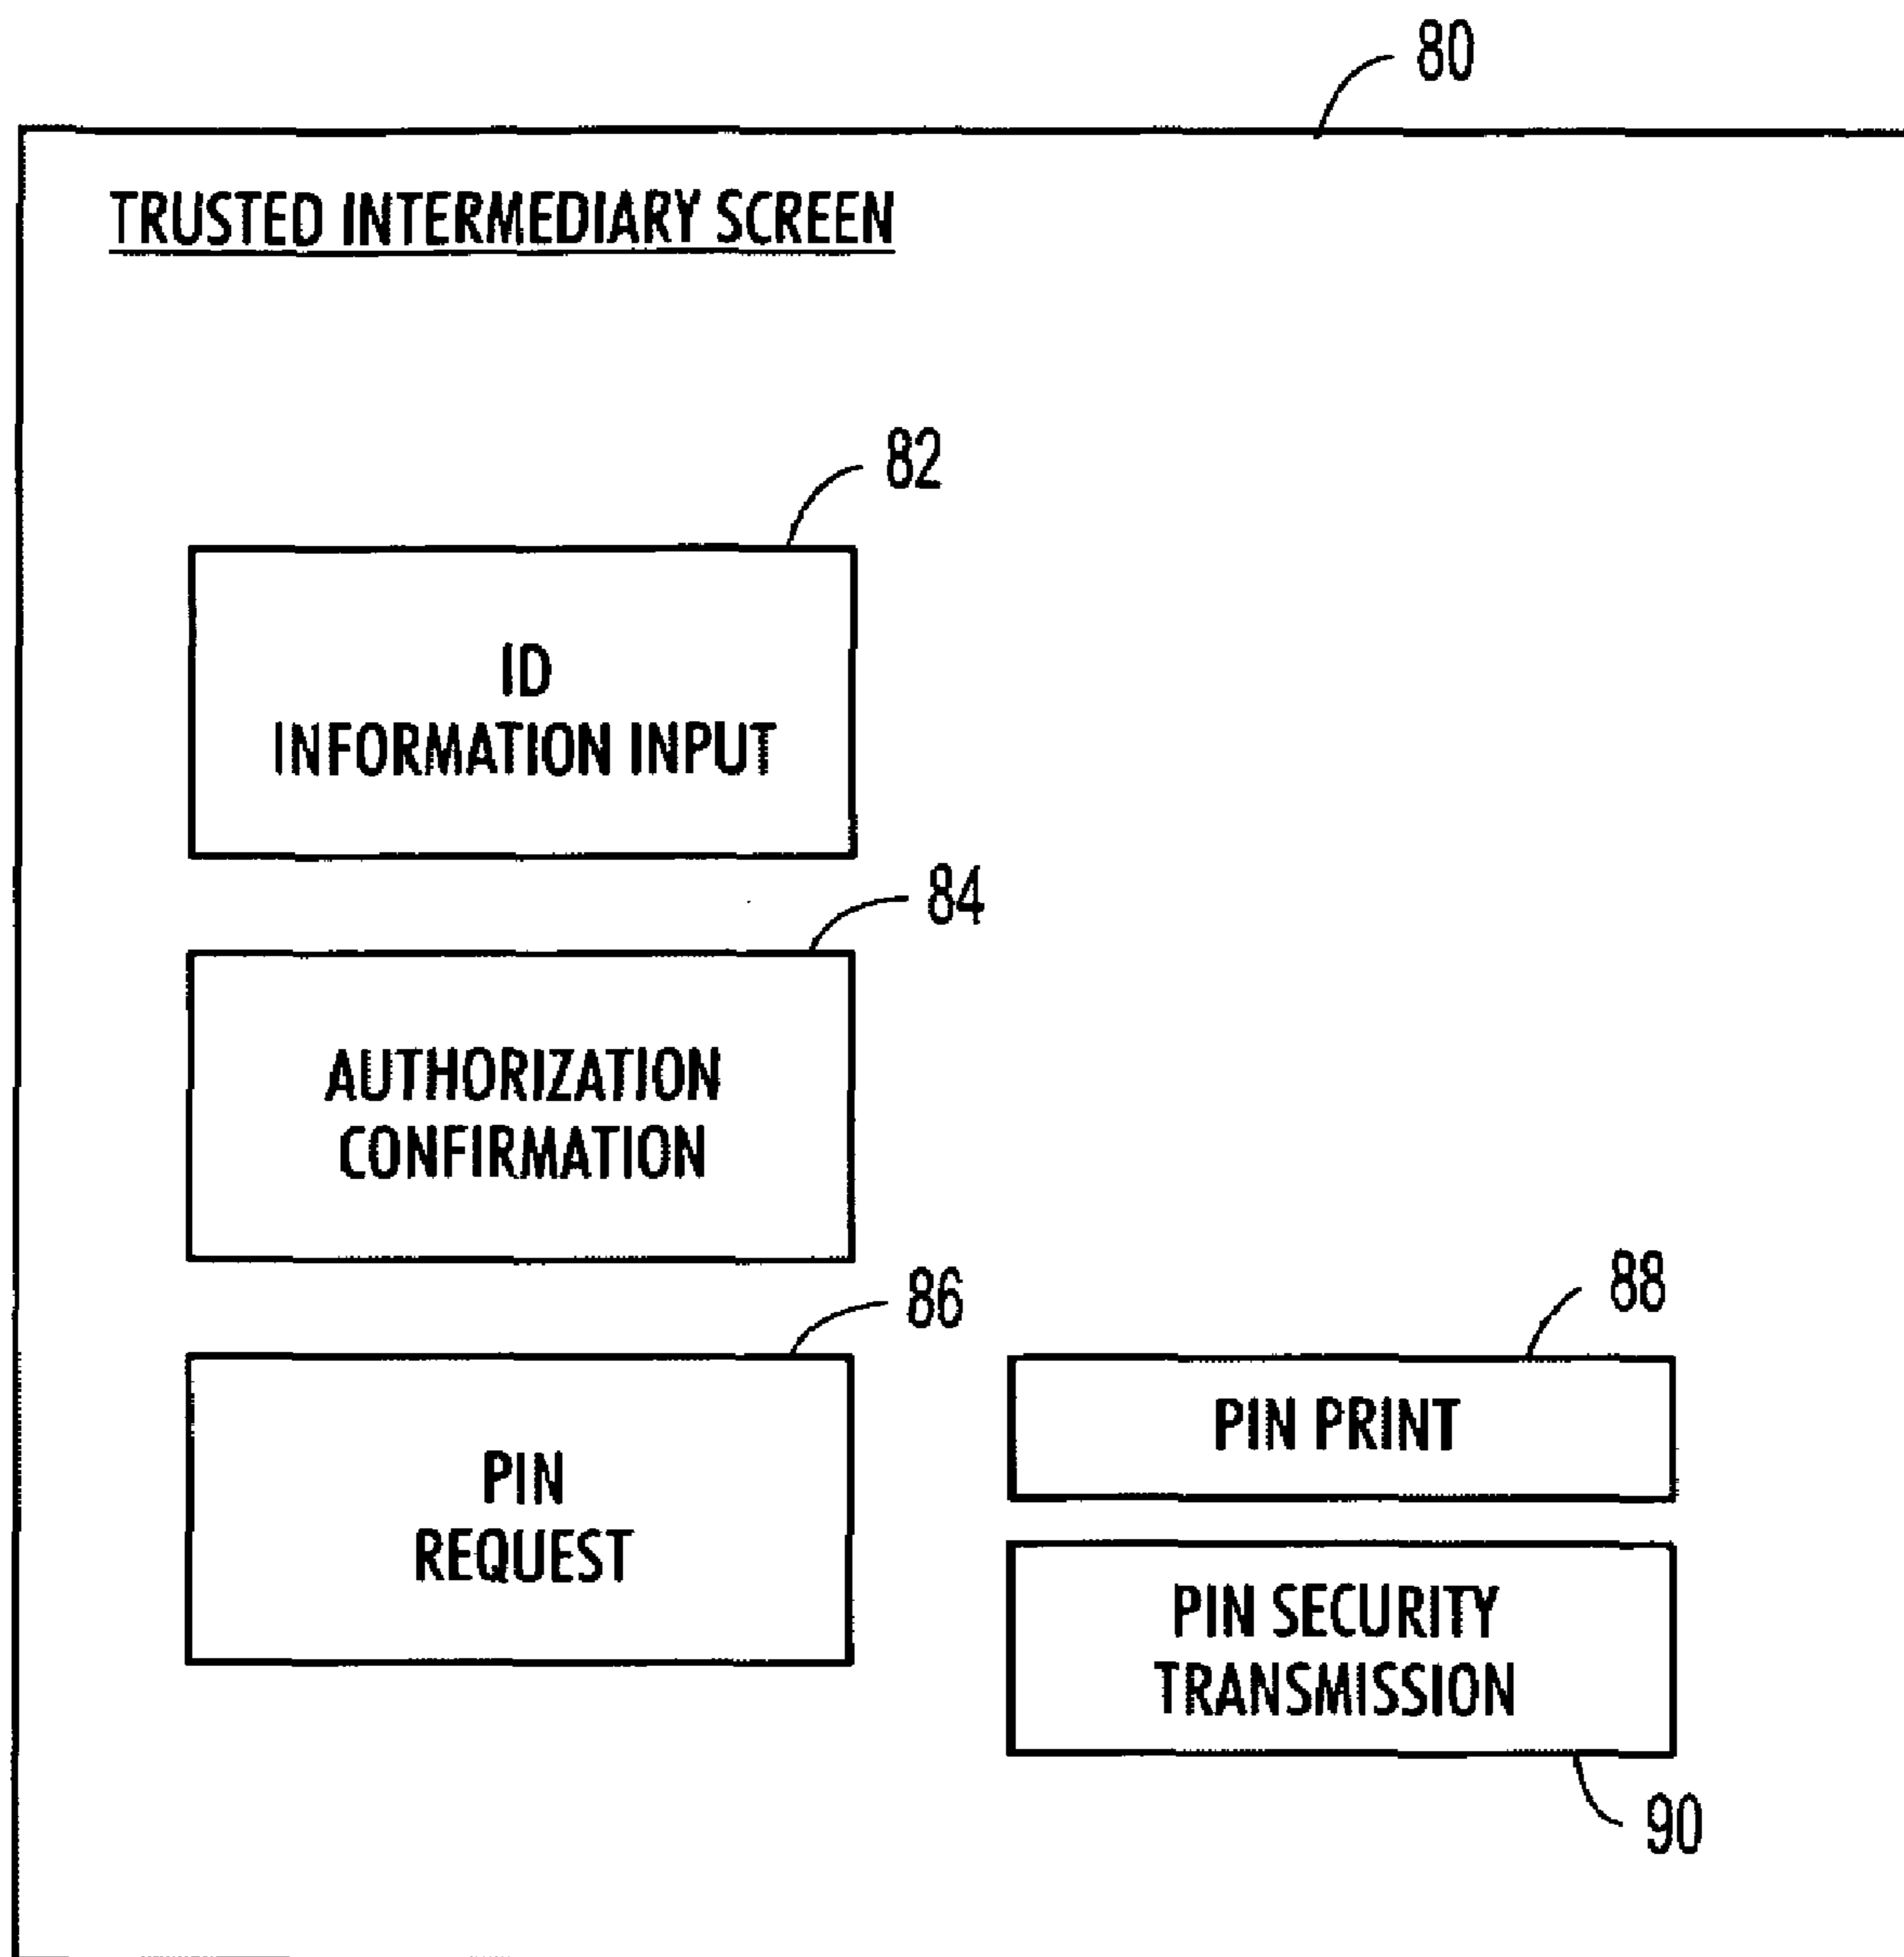 80
TRUSTED INTERMEDIARY SCREEN
82
ID
INFORMATION INPUT
84
AUTHORIZATION
CONFIRMATION
86
PIN
REQUEST
88
PIN PRINT
PIN SECURITY
TRANSMISSION
90